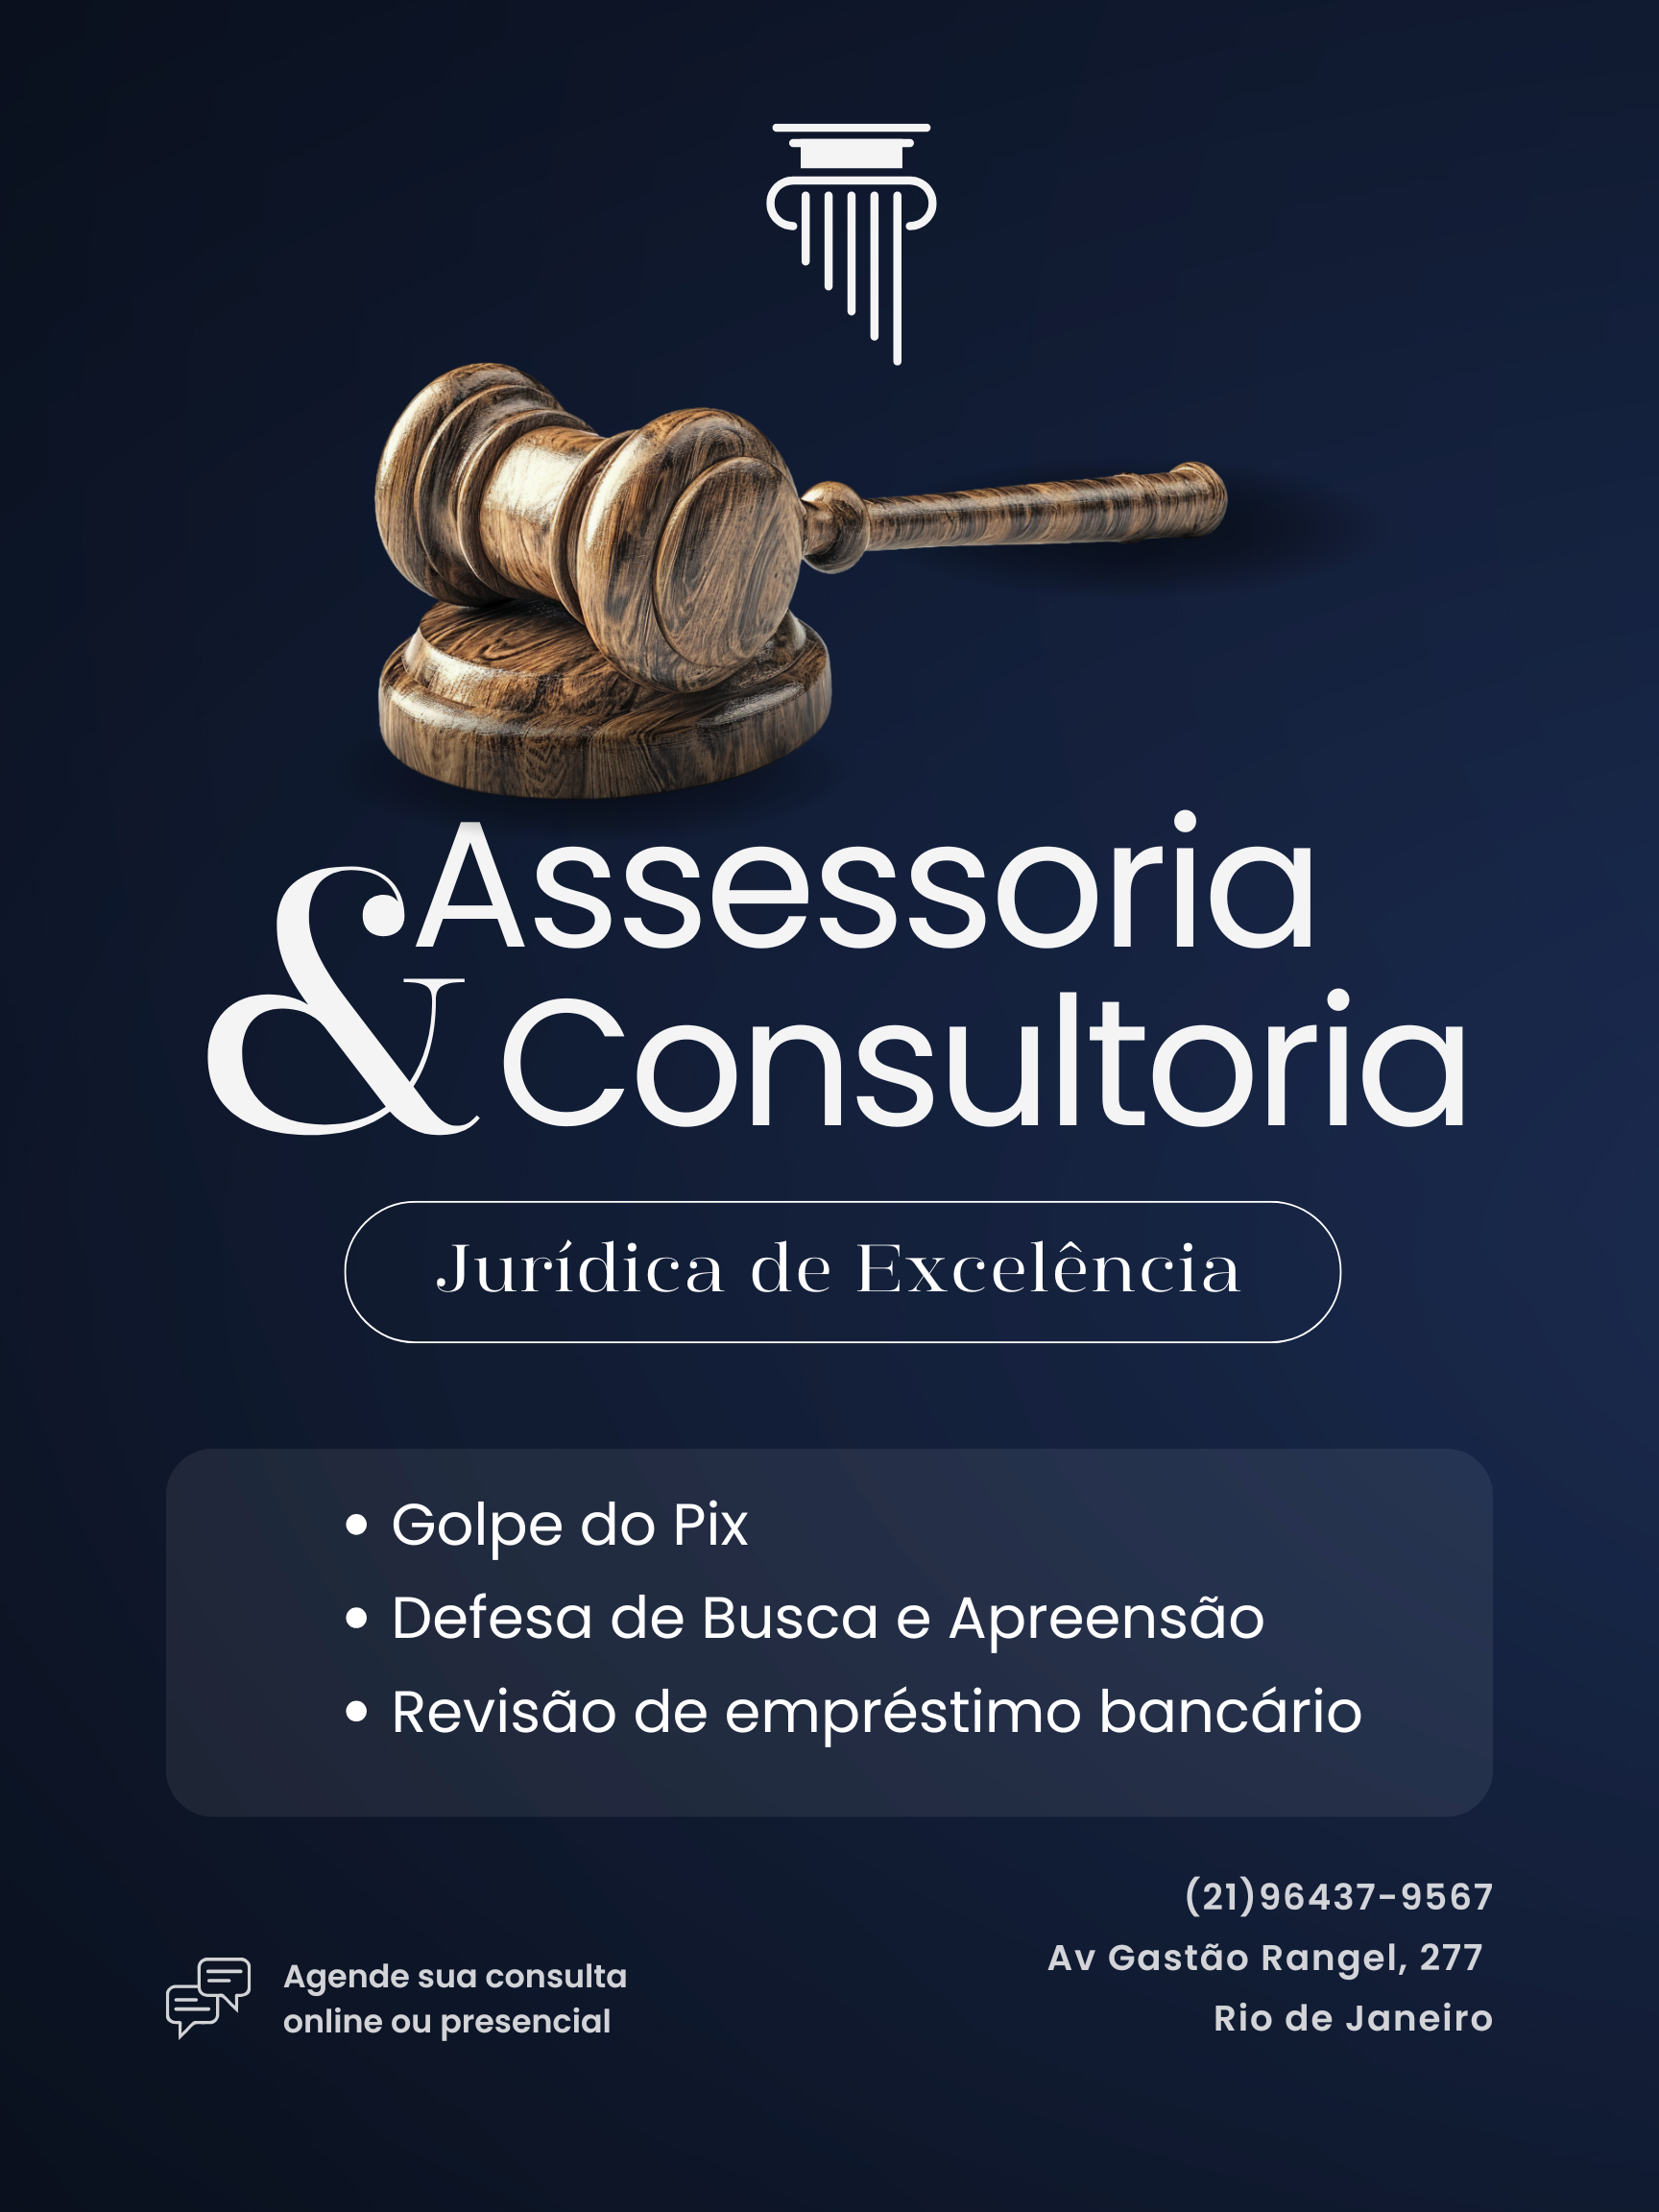 Assessoria
& Consultoria
Jurídica de Excelência
• Golpe do Pix
• Defesa de Busca e Apreensão
• Revisão de empréstimo bancário
(21)96437-9567
Av Gastão Rangel, 277
Rio de Janeiro
Agende sua consulta
online ou presencial